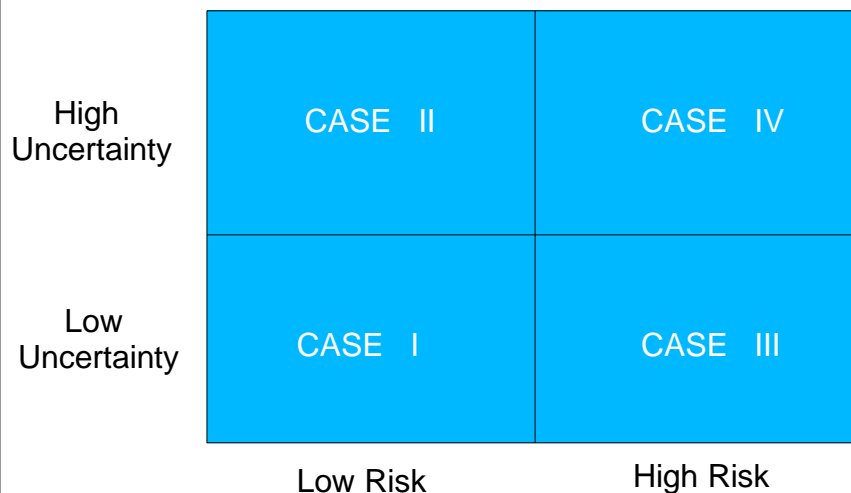 High
Uncertainty
CASE II
CASE IV
Low
Uncertainty
CASE I
CASE III
Low Risk
High Risk